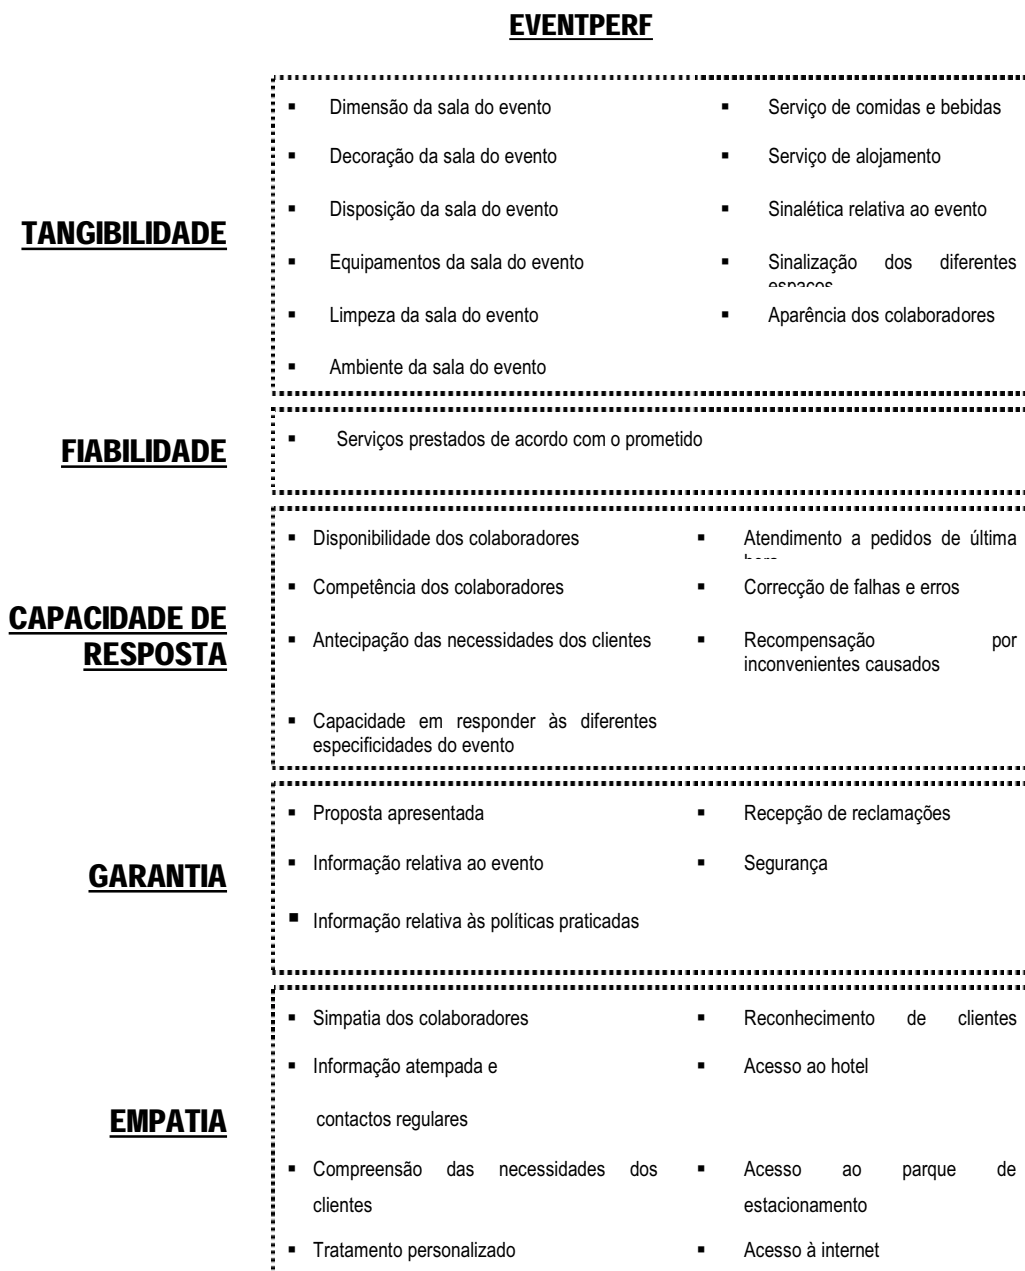 EVENTPERF
TANGIBILIDADE
▪ Dimensão da sala do evento
▪ Decoração da sala do evento
▪ Disposição da sala do evento
▪ Equipamentos da sala do evento
▪ Limpeza da sala do evento
▪ Ambiente da sala do evento
▪ Serviço de comidas e bebidas
▪ Serviço de alojamento
▪ Sinalética relativa ao evento
▪ Sinalização dos diferentes
espaços
▪ Aparência dos colaboradores
FIABILIDADE
▪ Serviços prestados de acordo com o prometido
CAPACIDADE DE
RESPOSTA
▪ Disponibilidade dos colaboradores
▪ Competência dos colaboradores
▪ Antecipação das necessidades dos clientes
▪ Capacidade em responder às diferentes
especificidades do evento
▪ Atendimento a pedidos de última
▪ Correcção de falhas e erros
▪ Recompensação por
inconvenientes causados
GARANTIA
▪ Proposta apresentada
▪ Informação relativa ao evento
▪ Informação relativa às políticas praticadas
▪ Recepção de reclamações
▪ Segurança
EMPATIA
▪ Simpatia dos colaboradores
▪ Informação atempada e
contactos regulares
▪ Compreensão das necessidades dos
clientes
▪ Tratamento personalizado
▪ Reconhecimento de clientes
▪ Acesso ao hotel
▪ Acesso ao parque de
estacionamento
▪ Acesso à internet